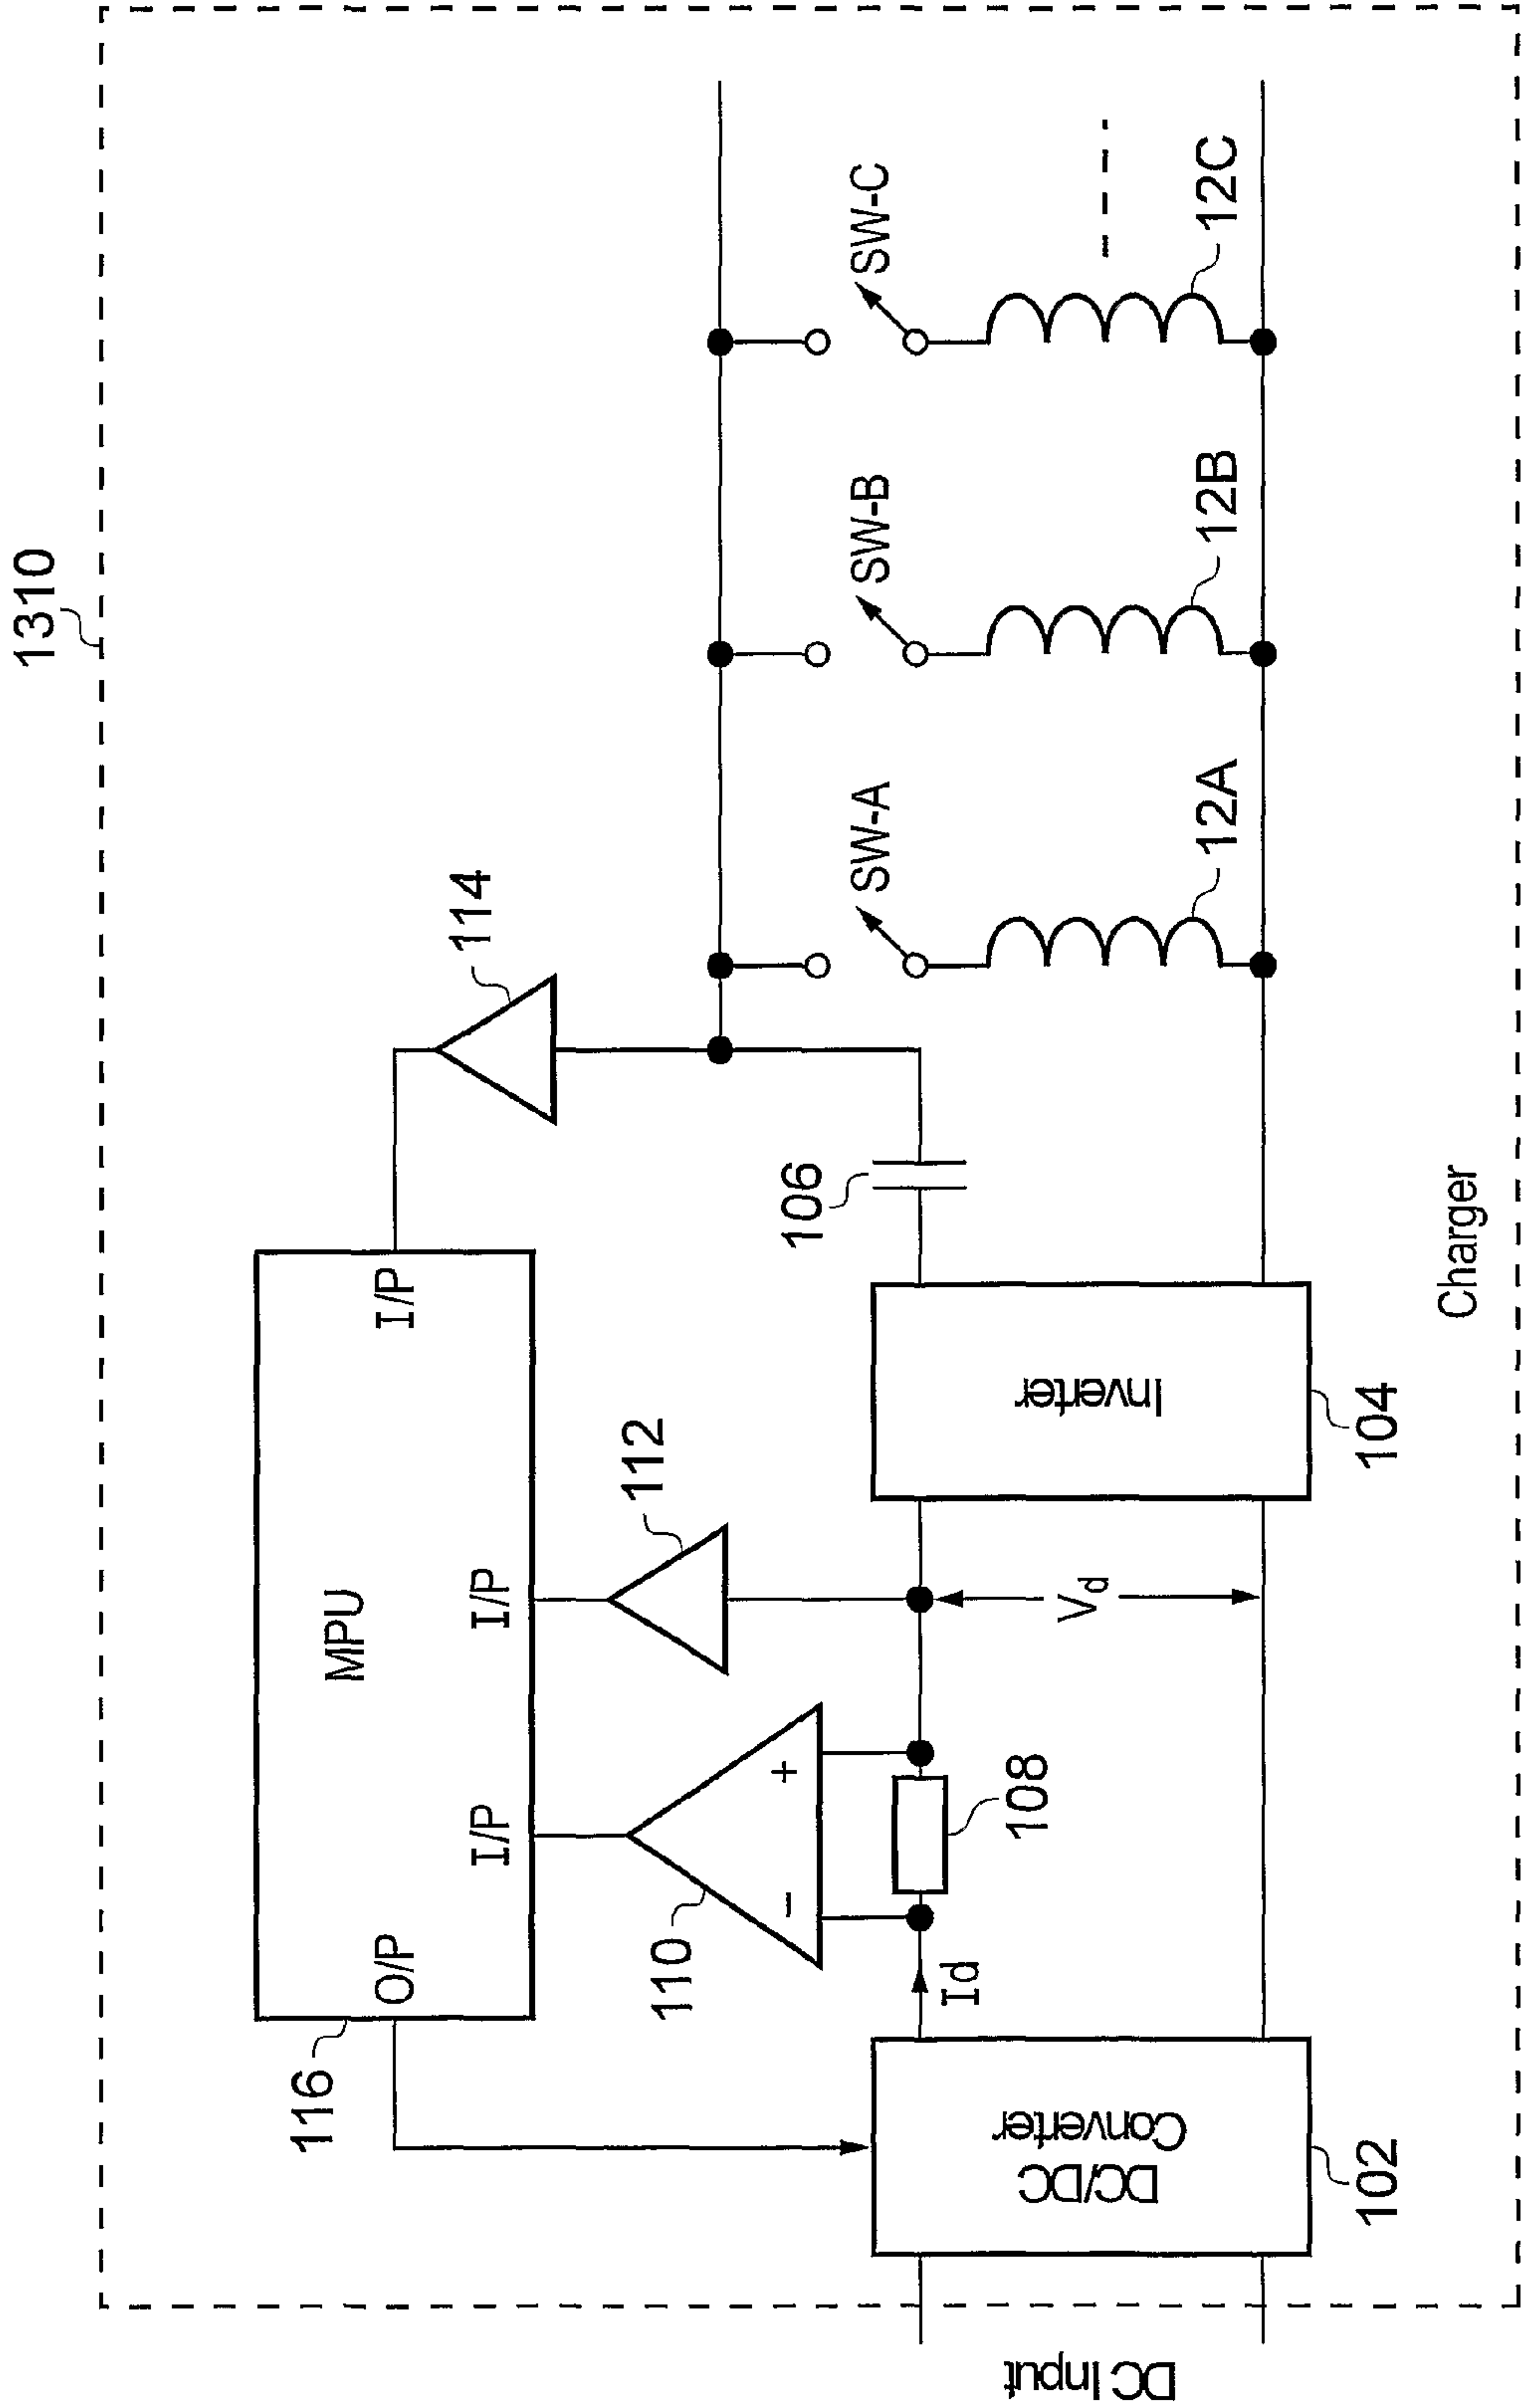 1310
116
MPU
O/P
I/P
I/P
I/P
110
112
114
106
SW-A
SW-B
SW-C
Id
108
Vd
12A
12B
12C
DC Input
DC/DC
Converter
Inverter
102
104
Charger